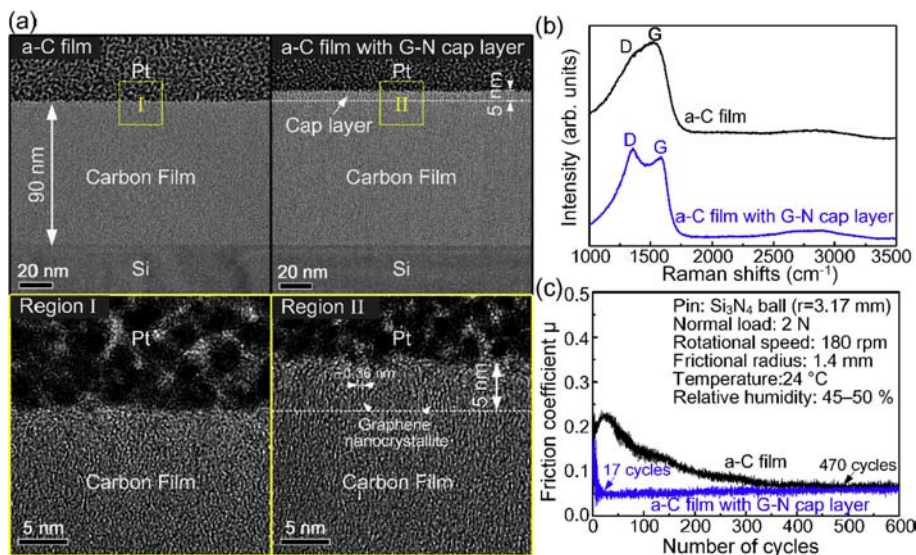 (a)
a-C film
Pt
I
90 nm
Carbon Film
Si
20 nm
a-C film with G-N cap layer
Pt
II
5 nm
Cap layer
Carbon Film
Si
20 nm
Region I
Pt
Carbon Film
5 nm
Region II
Pt
~0.36 nm
5 nm
Graphene
nanocrystallite
Carbon Film
5 nm
(b)
Intensity (arb. units)
D
G
a-C film
D
G
a-C film with G-N cap layer
1000 1500 2000 2500 3000 3500
Raman shifts (cm⁻¹)
(c)
Friction coefficient μ
0.5
0.4
0.3
0.2
0.1
0.0
Pin: Si₃N₄ ball (r=3.17 mm)
Normal load: 2 N
Rotational speed: 180 rpm
Frictional radius: 1.4 mm
Temperature:24 °C
Relative humidity: 45–50 %
a-C film
17 cycles
470 cycles
a-C film with G-N cap layer
0 100 200 300 400 500 600
Number of cycles